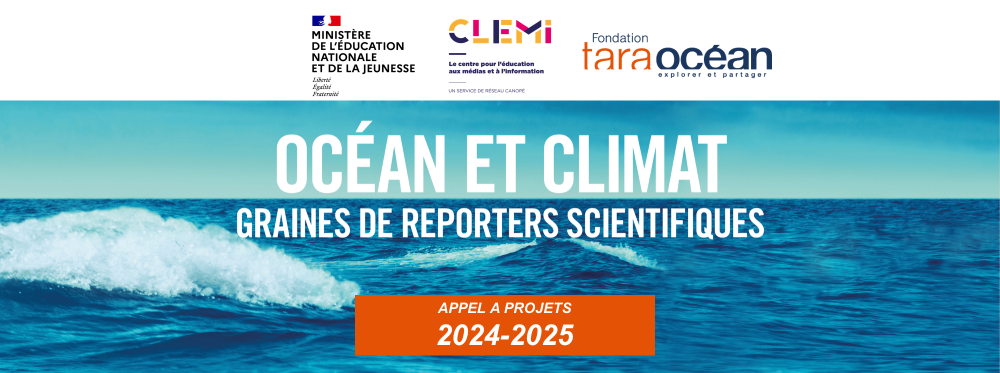 MINISTÈRE
DE L'ÉDUCATION
NATIONALE
ET DE LA JEUNESSE
Liberté
Égalité
Fraternité
CLEMI
Le centre pour l'éducation
aux médias et à l'information
UN SERVICE DE RÉSEAU CANOPÉ
Fondation
tara océan
explorer et partager
OCÉAN ET CLIMAT
GRAINES DE REPORTERS SCIENTIFIQUES
APPEL A PROJETS
2024-2025